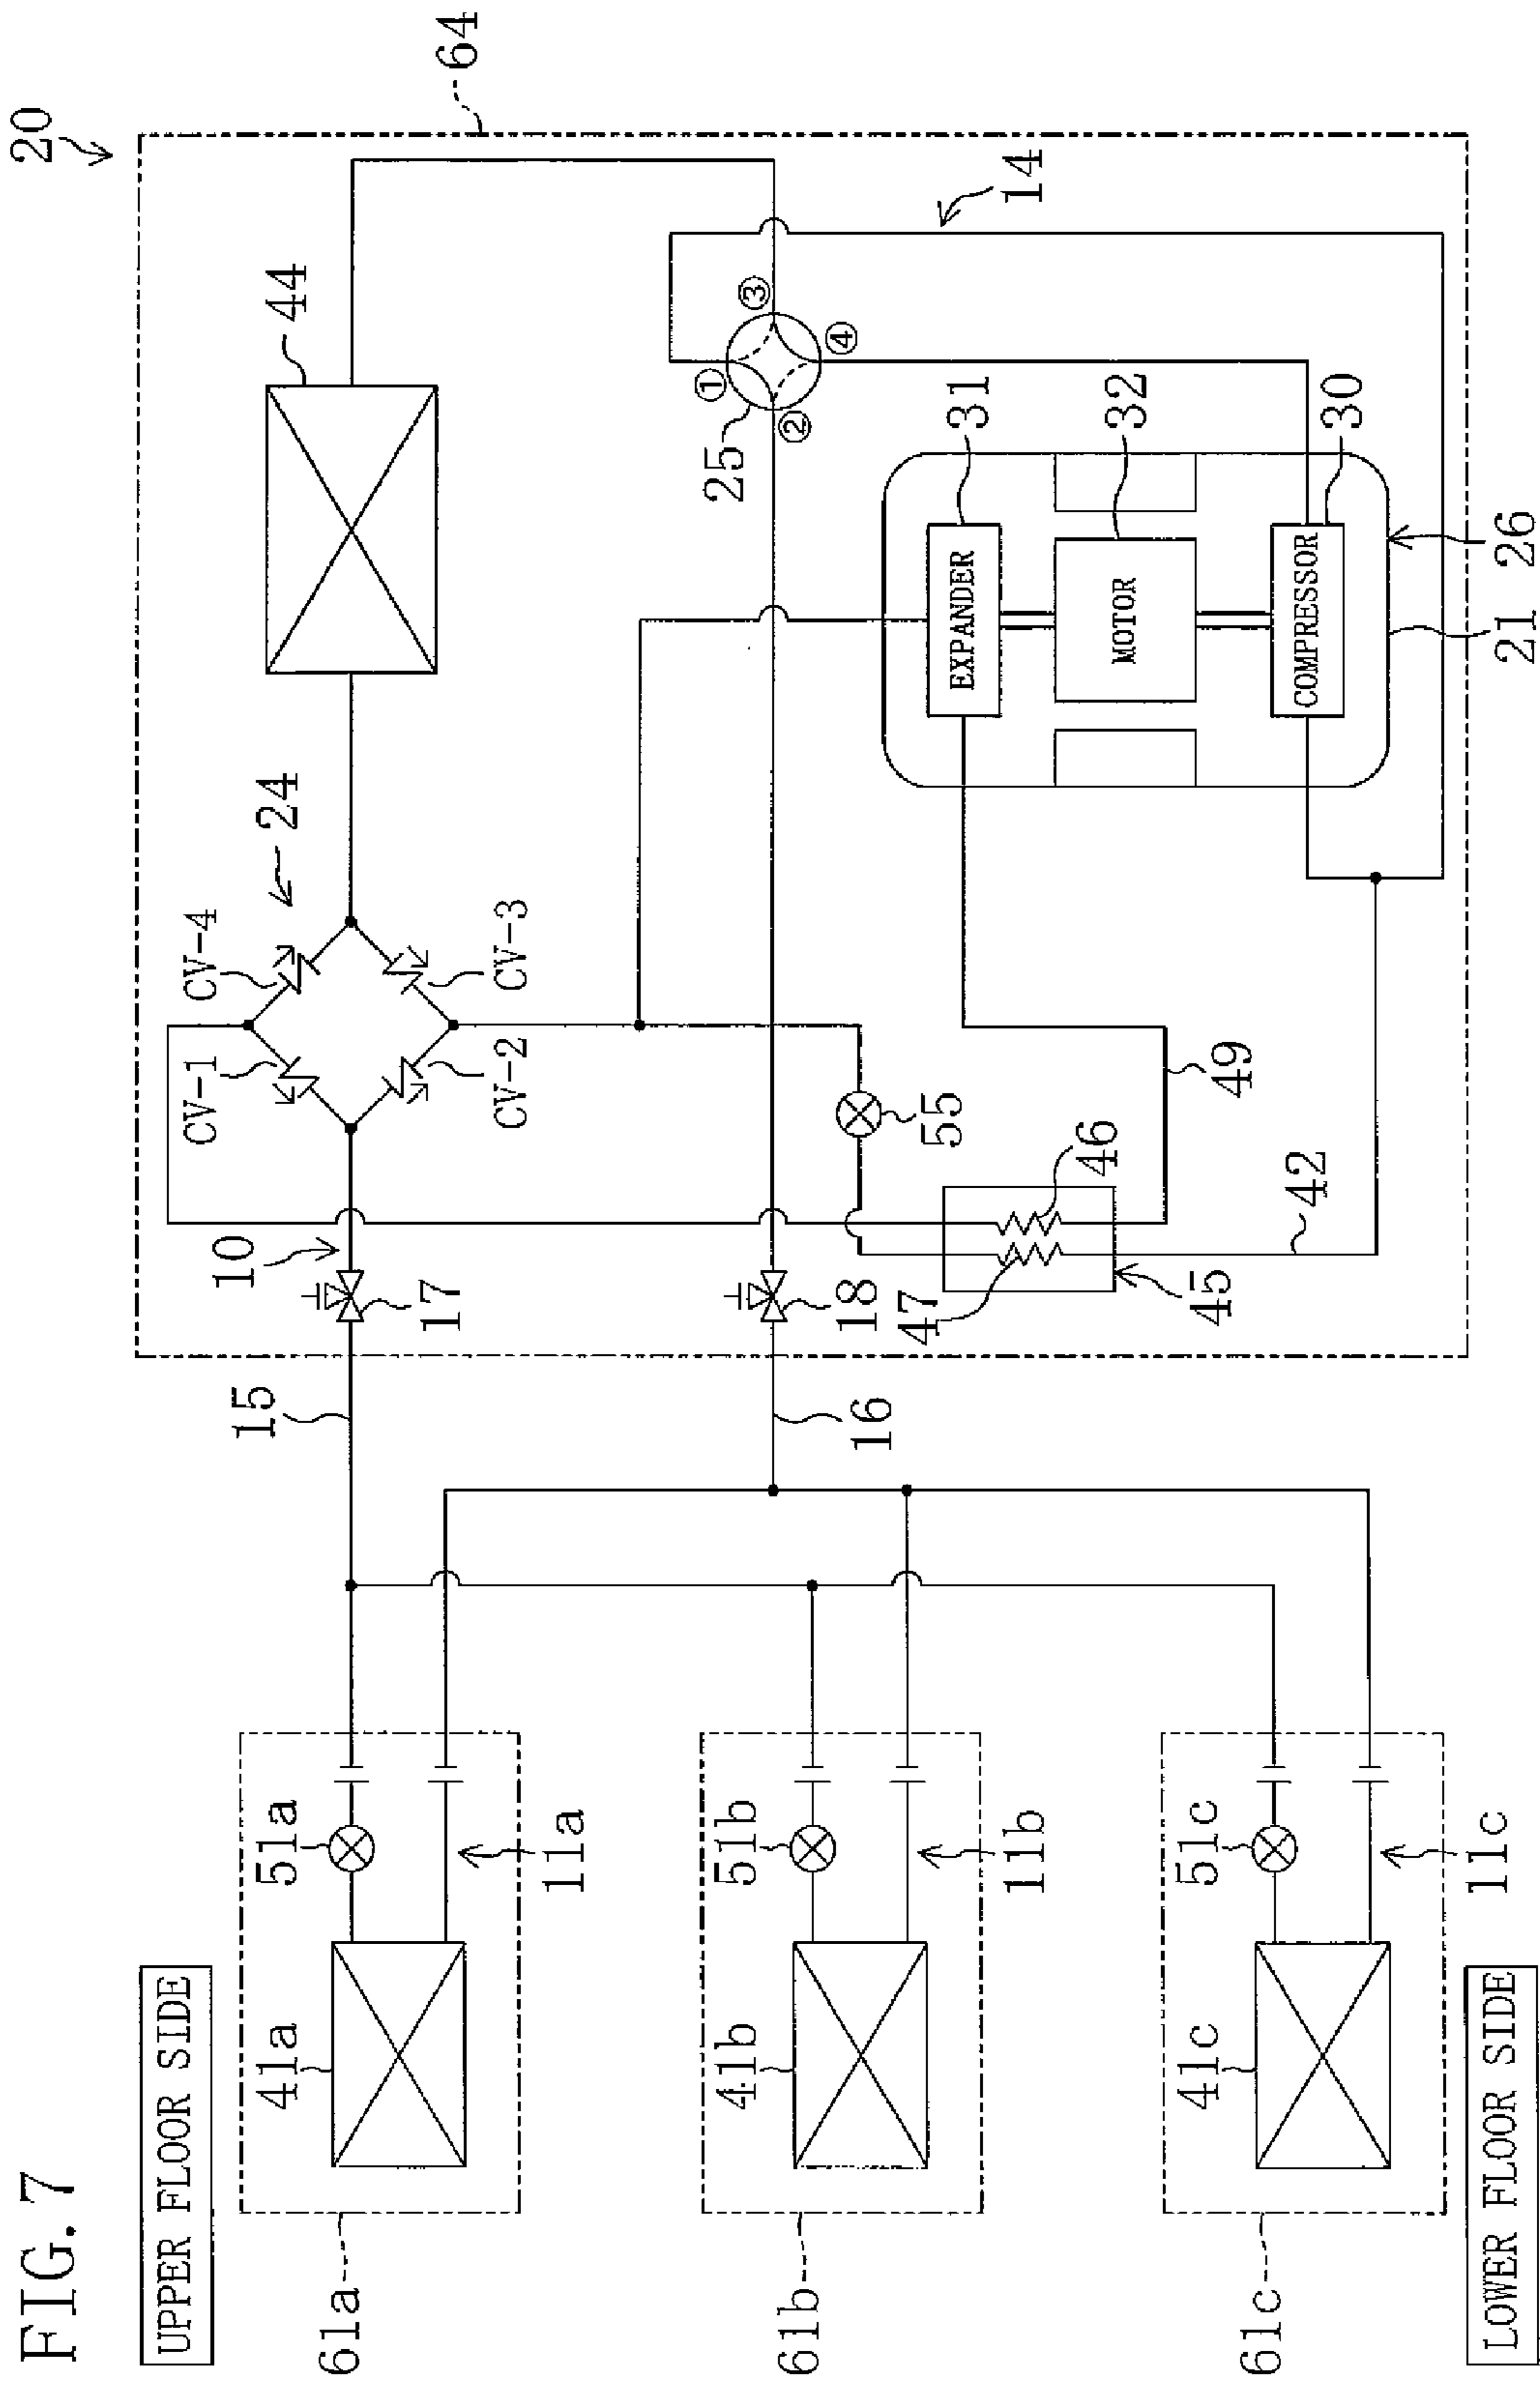 FIG. 7
UPPER FLOOR SIDE
20
64
44
24
CV-4
CV-1
CV-3
CV-2
10
17
15
14
25
①
②
③
④
18
16
55
46
47
45
49
42
31
32
30
EXPANDER
MOTOR
COMPRESSOR
26
21
61a
41a
51a
11a
61b
41b
51b
11b
61c
41c
51c
11c
LOWER FLOOR SIDE